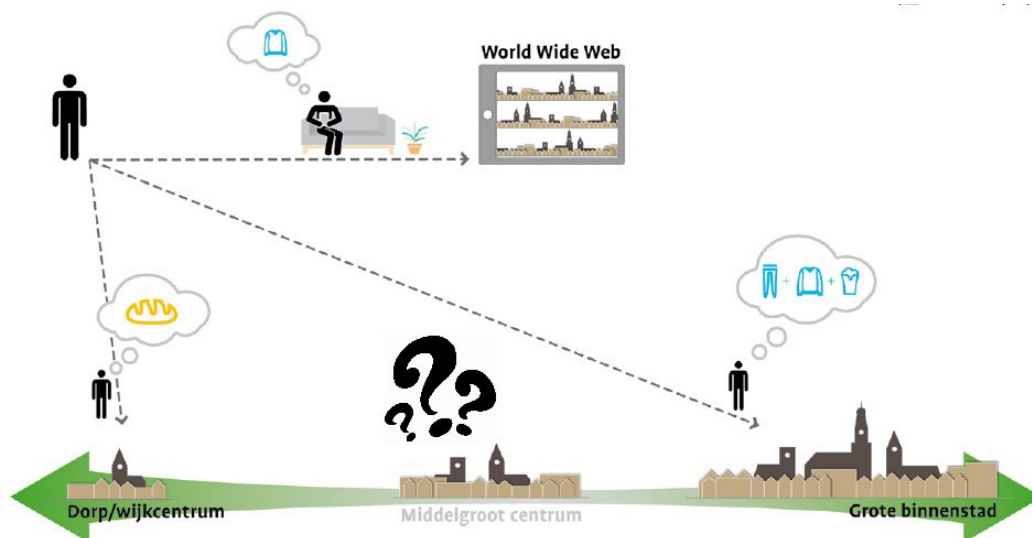 World Wide Web
Dorp/wijkcentrum
Middelgroot centrum
Grote binnenstad